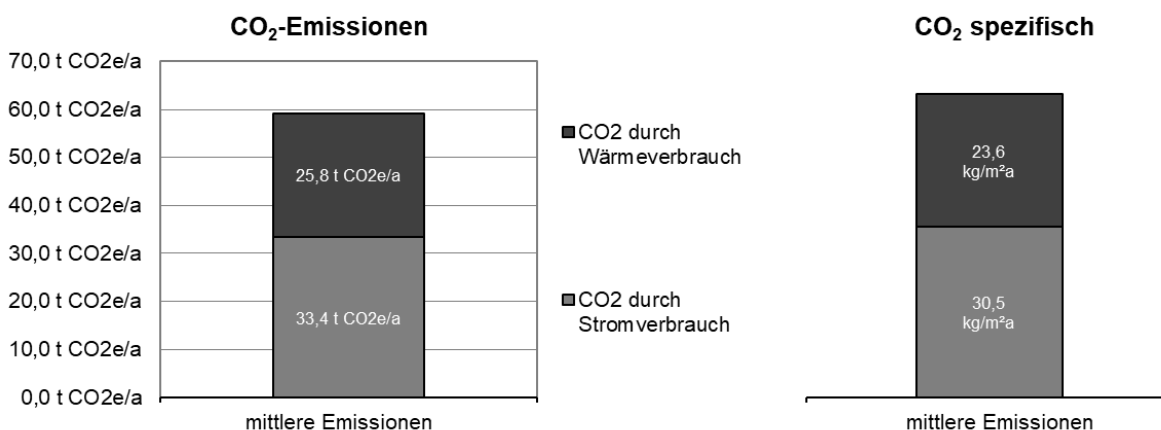 CO₂-Emissionen
70,0 t CO2e/a
60,0 t CO2e/a
50,0 t CO2e/a
40,0 t CO2e/a
30,0 t CO2e/a
20,0 t CO2e/a
10,0 t CO2e/a
0,0 t CO2e/a
25,8 t CO2e/a
33,4 t CO2e/a
mittlere Emissionen
CO2 durch
Wärmeverbrauch
CO2 durch
Stromverbrauch
CO₂ spezifisch
23,6
kg/m²a
30,5
kg/m²a
mittlere Emissionen